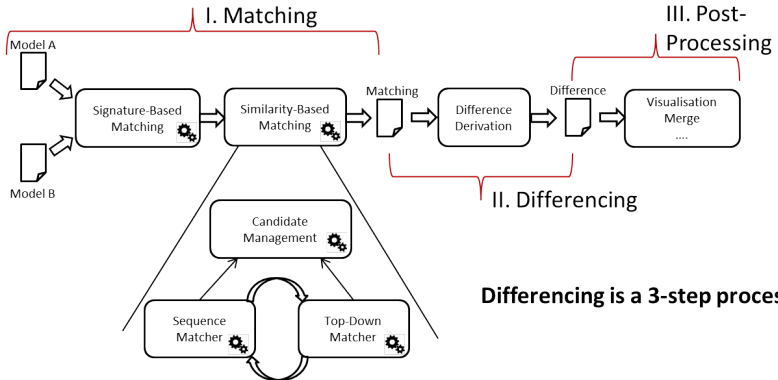 I. Matching
III. Post-
Processing
Model A
Signature-Based
Matching
Similarity-Based
Matching
Matching
Difference
Derivation
Difference
Visualisation
Merge
....
Model B
II. Differencing
Candidate
Management
Differencing is a 3-step proces
Sequence
Matcher
Top-Down
Matcher